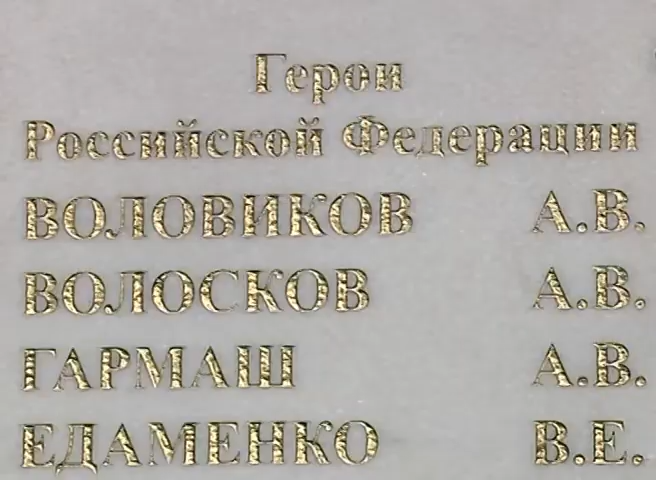 Герои
Российской Федерации
ВОЛОВИКОВ А.В.
ВОЛОСКОВ А.В.
ГАРМАШ А.В.
ЕДАМЕНКО В.Е.